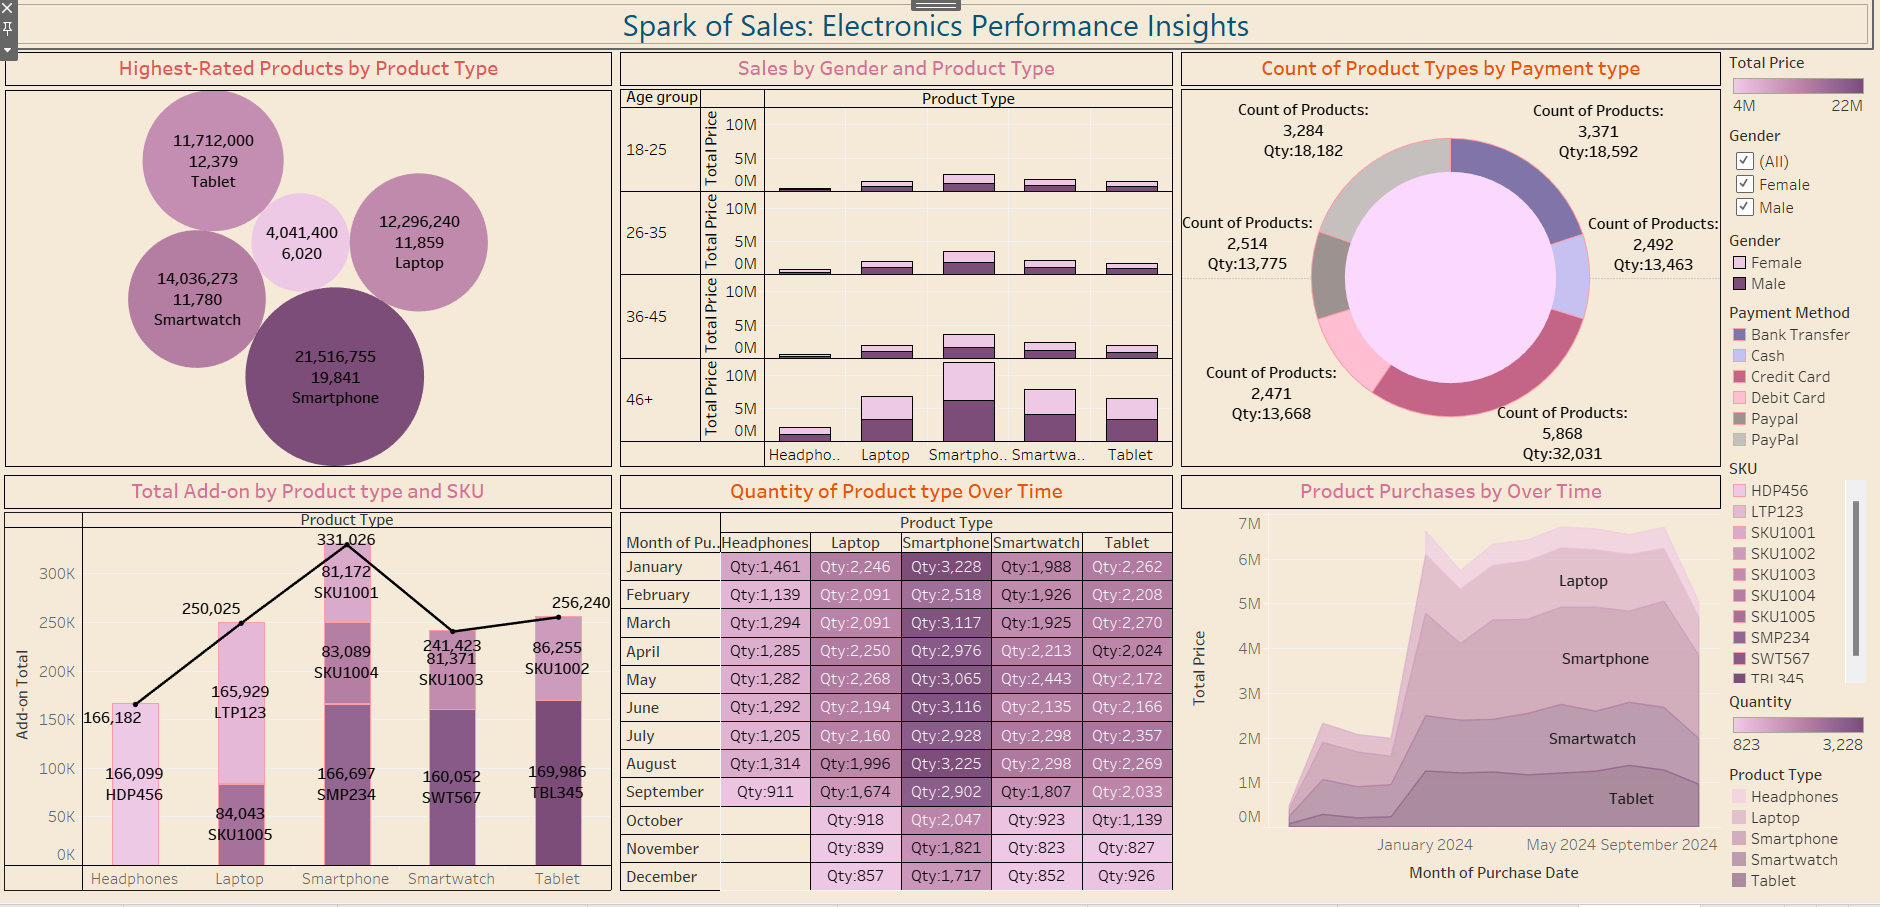 Spark of Sales: Electronics Performance Insights
Highest-Rated Products by Product Type
11,712,000
12,379
Tablet
4,041,400
6,020
12,296,240
11,859
Laptop
14,036,273
11,780
Smartwatch
21,516,755
19,841
Smartphone
Sales by Gender and Product Type
Age group
Product Type
18-25
Total Price
10M
5M
0M
26-35
Total Price
10M
5M
0M
36-45
Total Price
10M
5M
0M
46+
Total Price
10M
5M
0M
Headpho..
Laptop
Smartpho..
Smartwa..
Tablet
Count of Product Types by Payment type
Count of Products:
3,284
Qty:18,182
Count of Products:
3,371
Qty:18,592
Count of Products:
2,514
Qty:13,775
Count of Products:
2,492
Qty:13,463
Count of Products:
2,471
Qty:13,668
Count of Products:
5,868
Qty:32,031
Total Price
4M 22M
Gender
(All)
Female
Male
Gender
Female
Male
Payment Method
Bank Transfer
Cash
Credit Card
Debit Card
Paypal
PayPal
SKU
HDP456
LTP123
SKU1001
SKU1002
SKU1003
SKU1004
SKU1005
SMP234
SWT567
TBL345
Quantity
823 3,228
Product Type
Headphones
Laptop
Smartphone
Smartwatch
Tablet
Total Add-on by Product type and SKU
Product Type
Add-on Total
300K
250K
200K
150K
100K
50K
0K
166,182
166,099
HDP456
250,025
165,929
LTP123
84,043
SKU1005
331,026
81,172
SKU1001
83,089
SKU1004
166,697
SMP234
241,423
81,371
SKU1003
160,052
SWT567
256,240
86,255
SKU1002
169,986
TBL345
Headphones Laptop Smartphone Smartwatch Tablet
Quantity of Product type Over Time
Product Type
Month of Pu.. Headphones Laptop Smartphone Smartwatch Tablet
January Qty:1,461 Qty:2,246 Qty:3,228 Qty:1,988 Qty:2,262
February Qty:1,139 Qty:2,091 Qty:2,518 Qty:1,926 Qty:2,208
March Qty:1,294 Qty:2,091 Qty:3,117 Qty:1,925 Qty:2,270
April Qty:1,285 Qty:2,250 Qty:2,976 Qty:2,213 Qty:2,024
May Qty:1,282 Qty:2,268 Qty:3,065 Qty:2,443 Qty:2,172
June Qty:1,292 Qty:2,194 Qty:3,116 Qty:2,135 Qty:2,166
July Qty:1,205 Qty:2,160 Qty:2,928 Qty:2,298 Qty:2,357
August Qty:1,314 Qty:1,996 Qty:3,225 Qty:2,298 Qty:2,269
September Qty:911 Qty:1,674 Qty:2,902 Qty:1,807 Qty:2,033
October Qty:918 Qty:2,047 Qty:923 Qty:1,139
November Qty:839 Qty:1,821 Qty:823 Qty:827
December Qty:857 Qty:1,717 Qty:852 Qty:926
Product Purchases by Over Time
Total Price
7M
6M
5M
4M
3M
2M
1M
0M
Laptop
Smartphone
Smartwatch
Tablet
January 2024 May 2024 September 2024
Month of Purchase Date